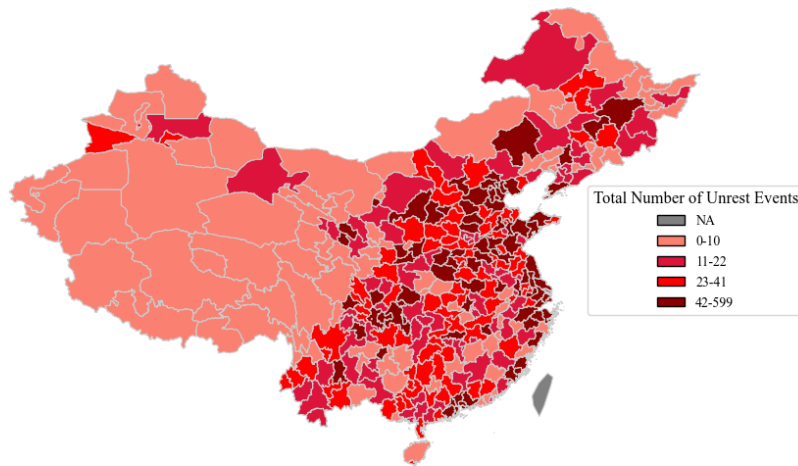 Total Number of Unrest Events
NA
0-10
11-22
23-41
42-599